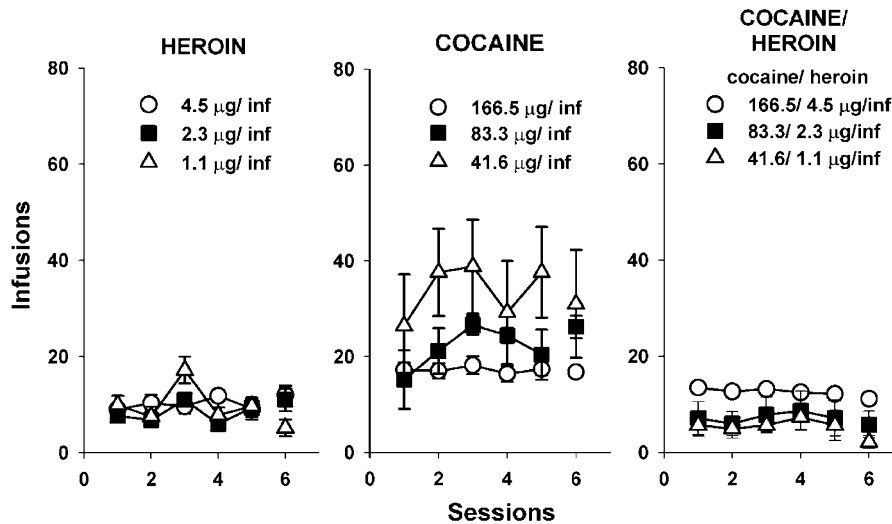 HEROIN
80
60
40
20
0
4.5 μg/ inf
2.3 μg/ inf
1.1 μg/ inf
0 2 4 6
Infusions
COCAINE
80
60
40
20
0
166.5 μg/ inf
83.3 μg/ inf
41.6 μg/ inf
0 2 4 6
Sessions
COCAINE/
HEROIN
80
60
40
20
0
cocaine/ heroin
166.5/ 4.5 μg/inf
83.3/ 2.3 μg/inf
41.6/ 1.1 μg/inf
0 2 4 6